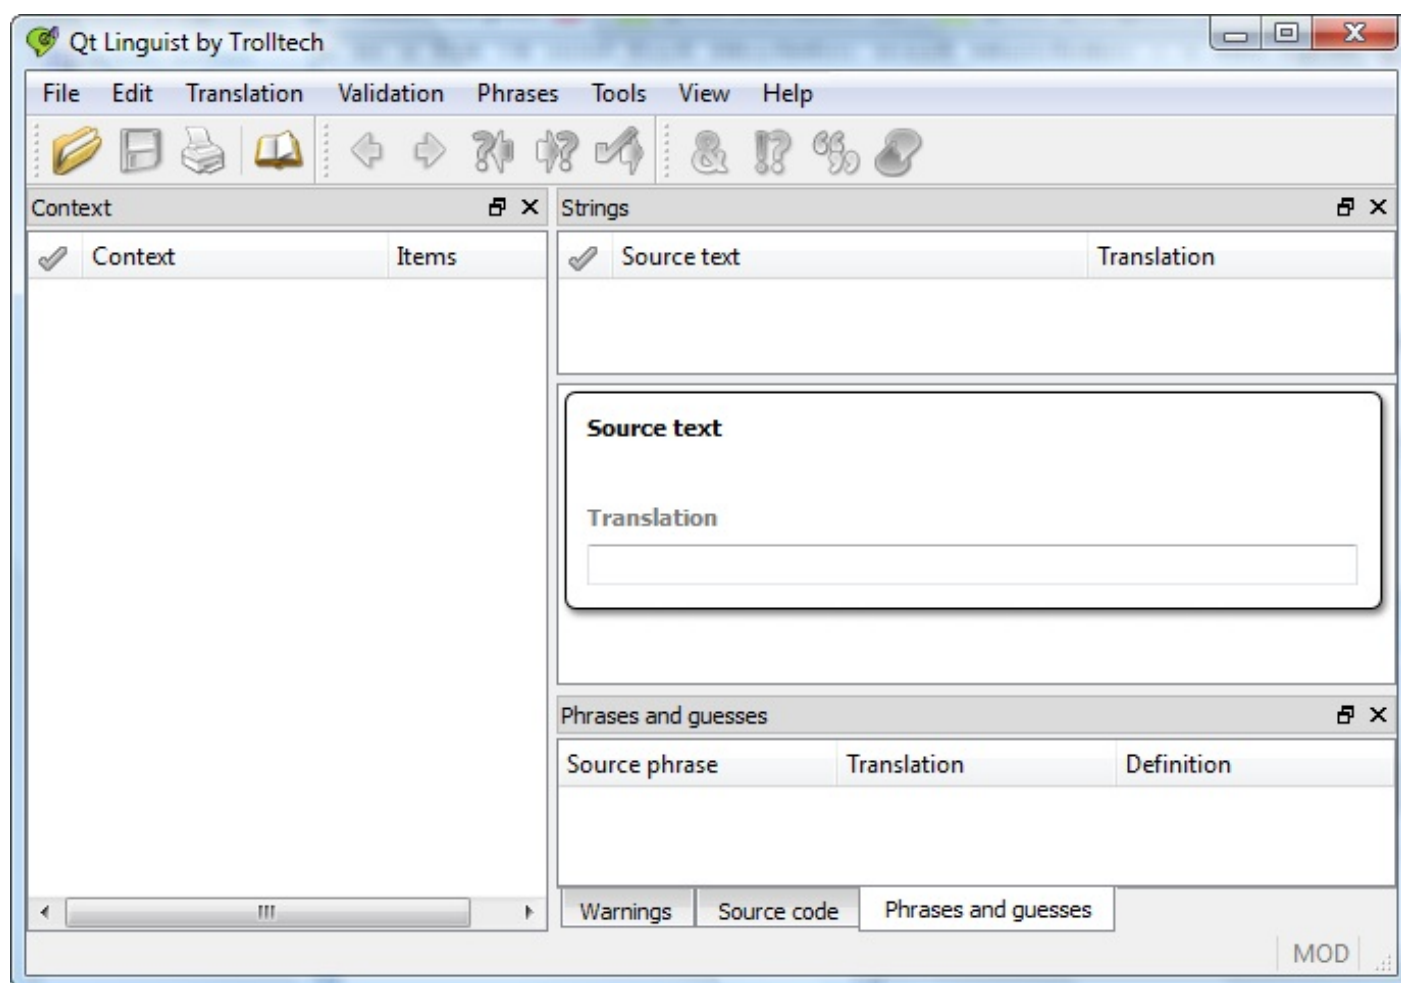 Qt Linguist by Trolltech
File Edit Translation Validation Phrases Tools View Help
Context
Context Items
Strings
Source text Translation
Source text
Translation
Phrases and guesses
Source phrase Translation Definition
Warnings Source code Phrases and guesses
MOD